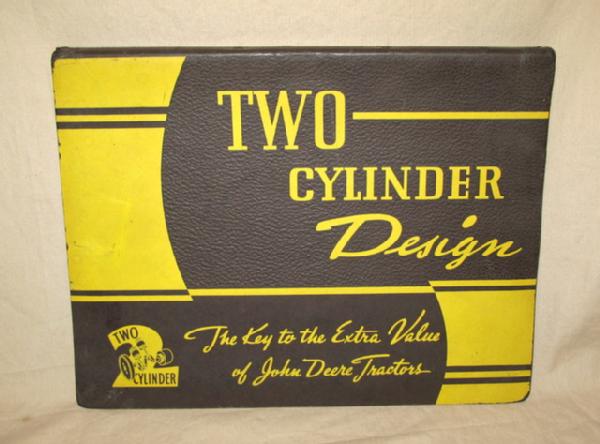 TWO
CYLINDER
Design
TWO
CYLINDER
The Key to the Extra Value
of John Deere Tractors